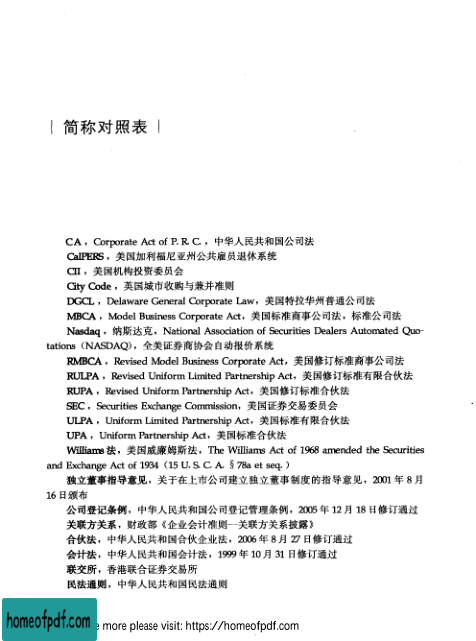 简称对照表
CA，Corporate Act of P. R. C.，中华人民共和国公司法
CalPERS，美国加利福尼亚州公共雇员退休系统
CII，美国机构投资委员会
City Code，英国城市收购与兼并准则
DGCL，Delaware General Corporate Law，美国特拉华州普通公司法
MBCA，Model Business Corporate Act，美国标准商事公司法，标准公司法
Nasdaq，纳斯达克，National Association of Securities Dealers Automated Quo-
tations（NASDAQ），全美证券商协会自动报价系统
RMBCA，Revised Model Business Corporate Act，美国修订标准商事公司法
RULPA，Revised Uniform Limited Partnership Act，美国修订标准有限合伙法
RUPA，Revised Uniform Partnership Act，美国修订标准合伙法
SEC，Securities Exchange Commission，美国证券交易委员会
ULPA，Uniform Limited Partnership Act，美国标准有限合伙法
UPA，Uniform Partnership Act，美国标准合伙法
Williams 法，美国威廉姆斯法，The Williams Act of 1968 amended the Securities
and Exchange Act of 1934（15 U. S. C. A. §78a et seq.）
独立董事指导意见，关于在上市公司建立独立董事制度的指导意见，2001 年 8 月
16 日颁布
公司登记条例，中华人民共和国公司登记管理条例，2005 年 12 月 18 日修订通过
关联方关系，财政部《企业会计准则—关联方关系披露》
合伙法，中华人民共和国合伙企业法，2006 年 8 月 27 日修订通过
会计法，中华人民共和国会计法，1999 年 10 月 31 日修订通过
联交所，香港联合证券交易所
民法通则，中华人民共和国民法通则
homeofpdf.com
e more please visit: https://homeofpdf.com